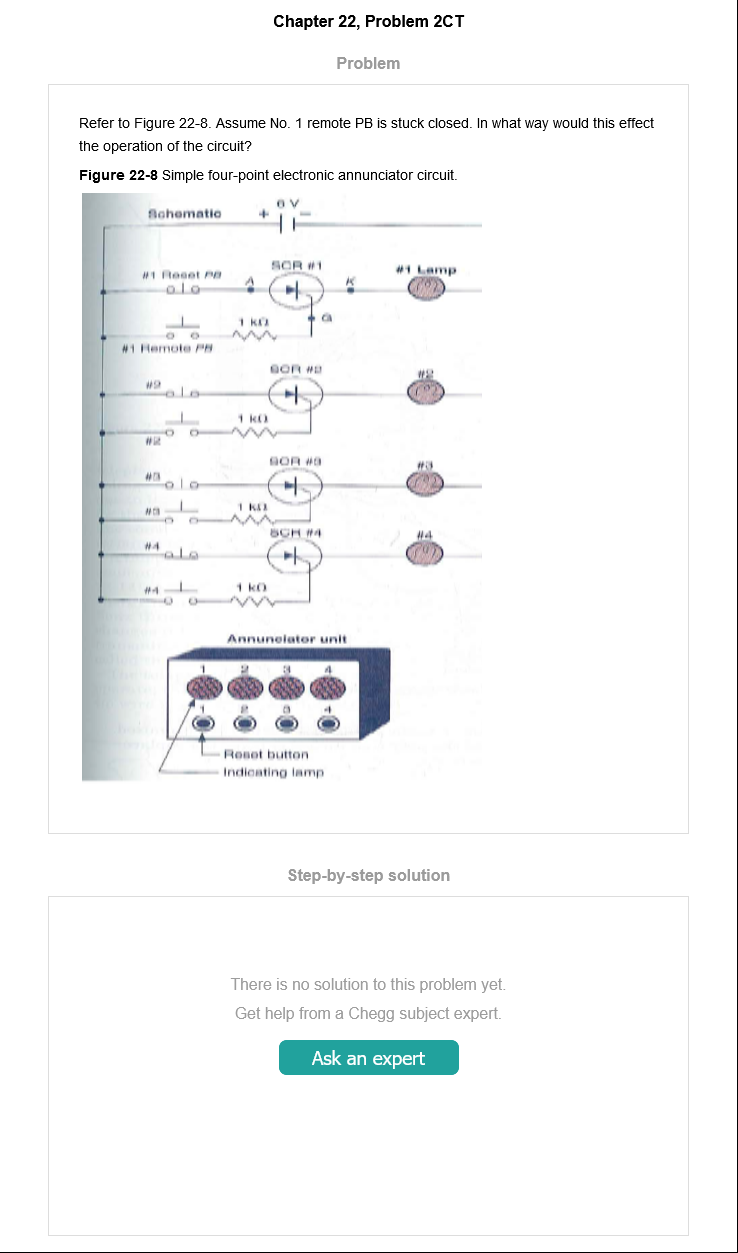 Chapter 22, Problem 2CT
Problem
Refer to Figure 22-8. Assume No. 1 remote PB is stuck closed. In what way would this effect
the operation of the circuit?
Figure 22-8 Simple four-point electronic annunciator circuit.
Schematic
+ 6 V −
#1 Reset PB
A
SCR #1
K
#1 Lamp
1 kΩ
G
#1 Remote PB
SCR #2
#2
#2
1 kΩ
#2
SCR #3
#3
#3
#3
1 kΩ
SCR #4
#4
#4
#4
1 kΩ
Annunciator unit
1 2 3 4
1 2 3 4
Reset button
Indicating lamp
Step-by-step solution
There is no solution to this problem yet.
Get help from a Chegg subject expert.
Ask an expert